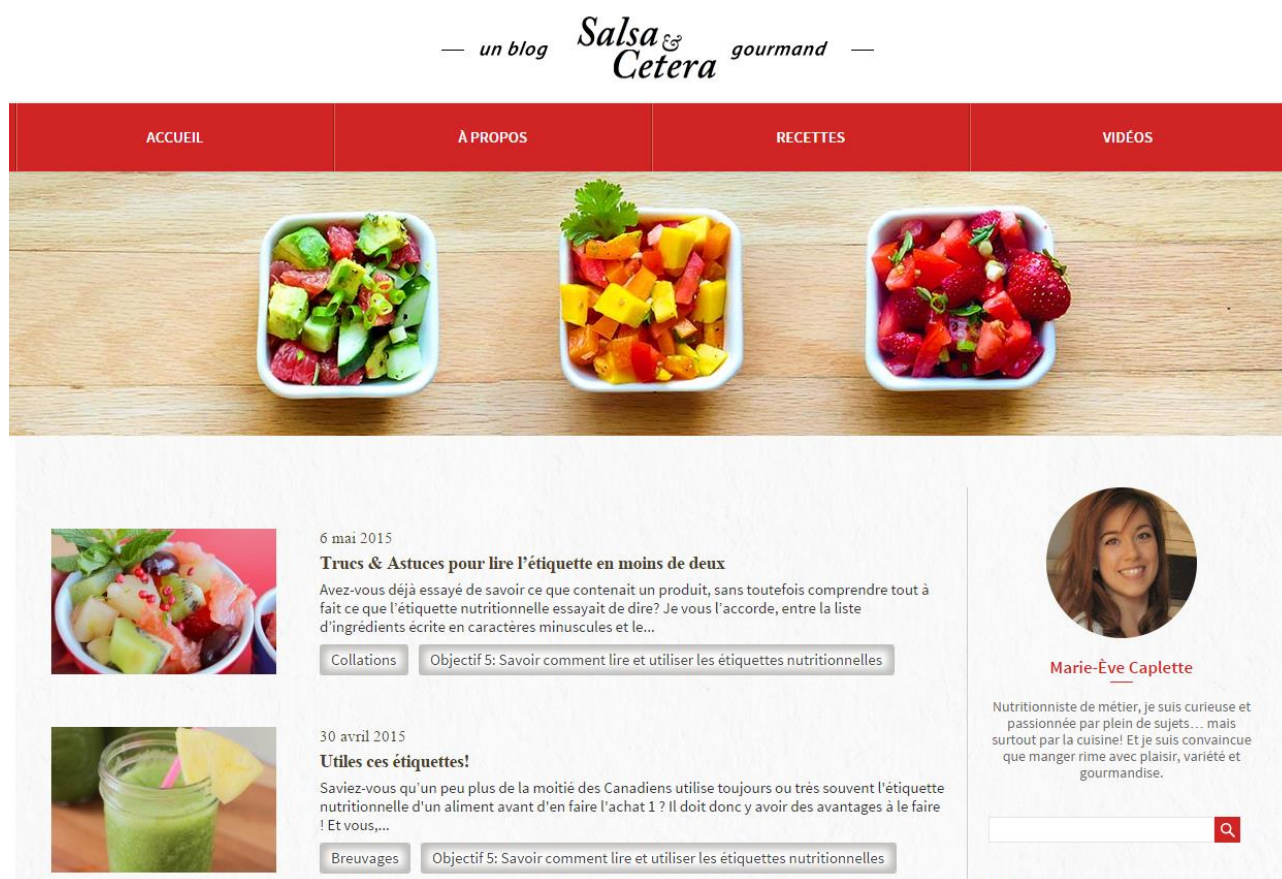 un blog Salsa & Cetera gourmand
ACCUEIL
À PROPOS
RECETTES
VIDÉOS
6 mai 2015
Trucs & Astuces pour lire l’étiquette en moins de deux
Avez-vous déjà essayé de savoir ce que contenait un produit, sans toutefois comprendre tout à
fait ce que l’étiquette nutritionnelle essayait de dire? Je vous l’accorde, entre la liste
d’ingrédients écrite en caractères minuscules et le...
Collations
Objectif 5: Savoir comment lire et utiliser les étiquettes nutritionnelles
30 avril 2015
Utiles ces étiquettes!
Saviez-vous qu’un peu plus de la moitié des Canadiens utilise toujours ou très souvent l'étiquette
nutritionnelle d'un aliment avant d'en faire l'achat 1 ? Il doit donc y avoir des avantages à le faire
! Et vous,...
Breuvages
Objectif 5: Savoir comment lire et utiliser les étiquettes nutritionnelles
Marie-Ève Caplette
Nutritionniste de métier, je suis curieuse et
passionnée par plein de sujets… mais
surtout par la cuisine! Et je suis convaincue
que manger rime avec plaisir, variété et
gourmandise.